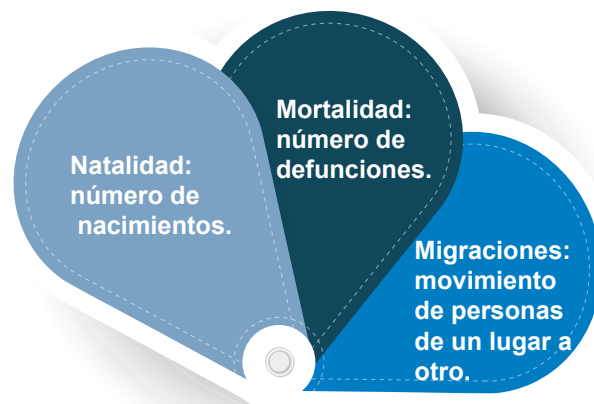 Natalidad:
número de
nacimientos.
Mortalidad:
número de
defunciones.
Migraciones:
movimiento
de personas
de un lugar a
otro.